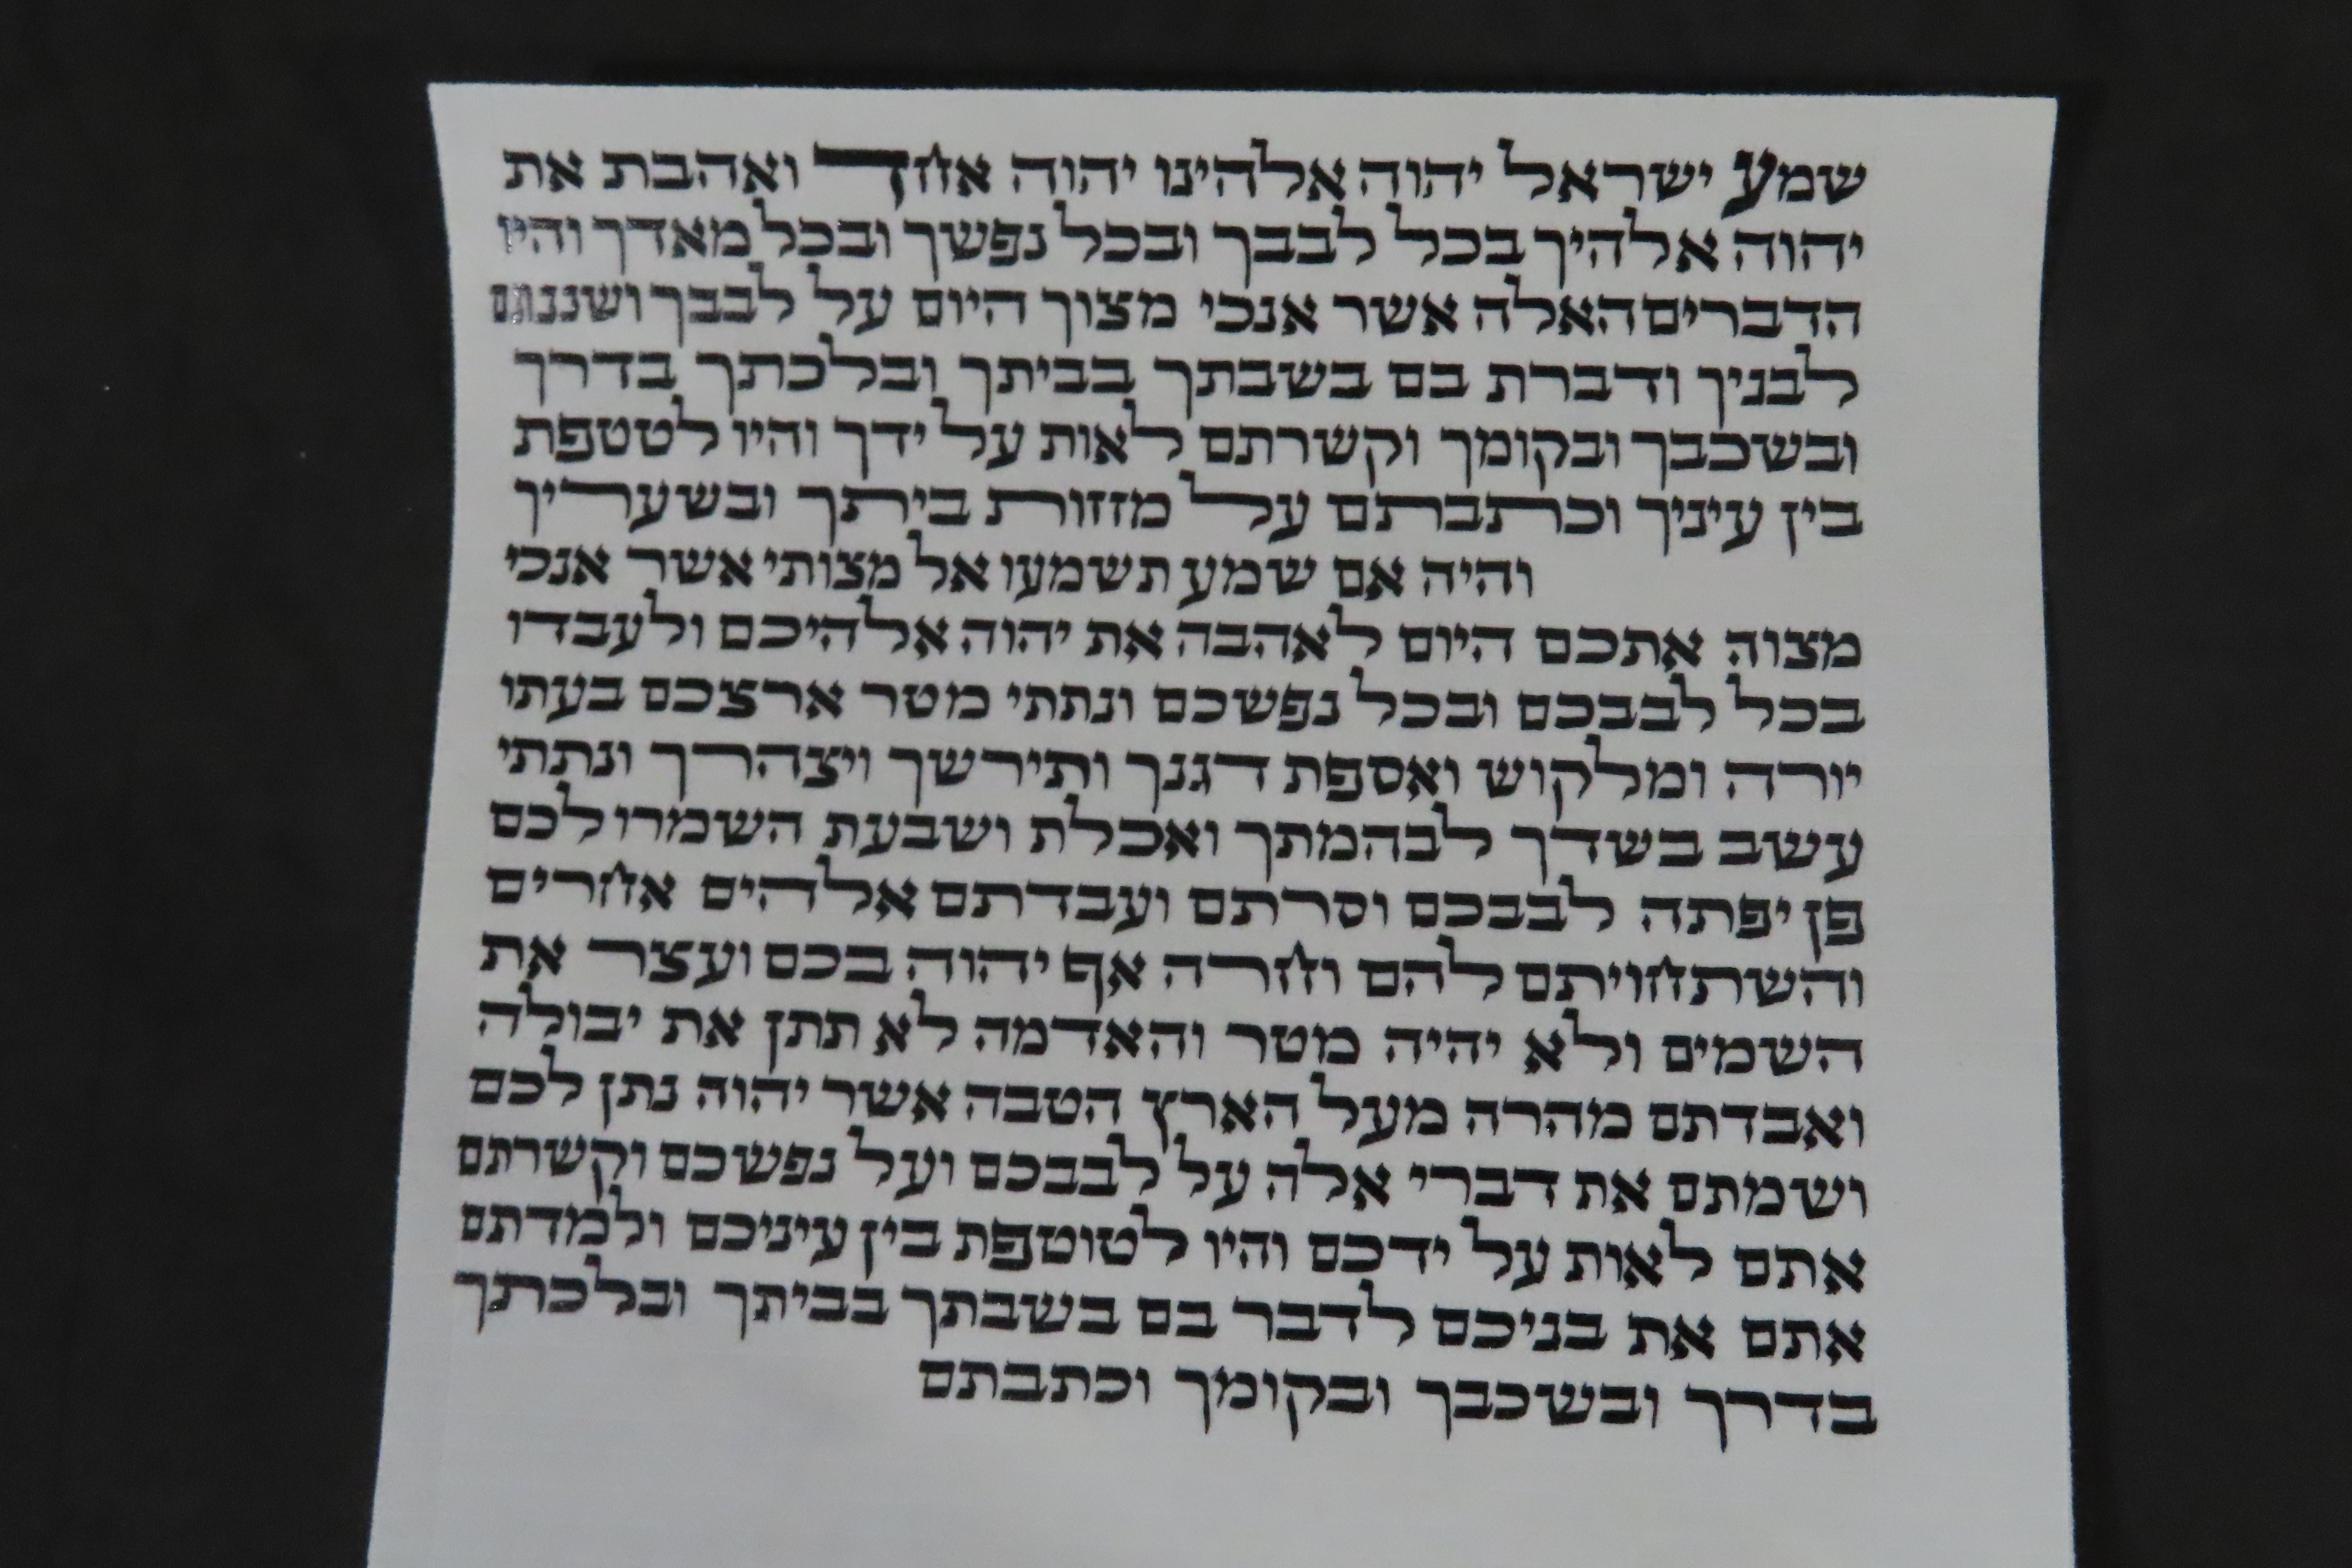 שמע ישראל יהוה אלהינו יהוה אחד ואהבת את
יהוה אלהיך בכל לבבך ובכל נפשך ובכל מאדך והיו
הדברים האלה אשר אנכי מצוך היום על לבבך ושננתם
לבניך ודברת בם בשבתך בביתך ובלכתך בדרך
ובשכבך ובקומך וקשרתם לאות על ידך והיו לטטפת
בין עיניך וכתבתם על מזזות ביתך ובשעריך
והיה אם שמע תשמעו אל מצותי אשר אנכי
מצוה אתכם היום לאהבה את יהוה אלהיכם ולעבדו
בכל לבבכם ובכל נפשכם ונתתי מטר ארצכם בעתו
יורה ומלקוש ואספת דגנך ותירשך ויצהרך ונתתי
עשב בשדך לבהמתך ואכלת ושבעת השמרו לכם
פן יפתה לבבכם וסרתם ועבדתם אלהים אחרים
והשתחויתם להם וחרה אף יהוה בכם ועצר את
השמים ולא יהיה מטר והאדמה לא תתן את יבולה
ואבדתם מהרה מעל הארץ הטבה אשר יהוה נתן לכם
ושמתם את דברי אלה על לבבכם ועל נפשכם וקשרתם
אתם לאות על ידכם והיו לטוטפת בין עיניכם ולמדתם
אתם את בניכם לדבר בם בשבתך בביתך ובלכתך
בדרך ובשכבך ובקומך וכתבתם